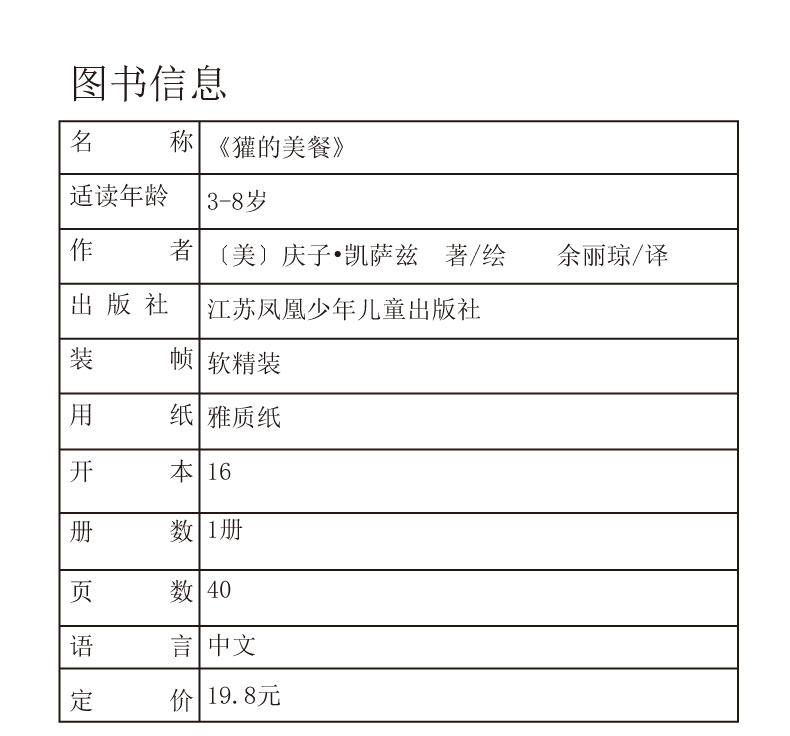 图书信息
名 称 《獾的美餐》
适读年龄 3-8岁
作 者 〔美〕庆子•凯萨兹 著/绘 余丽琼/译
出版社 江苏凤凰少年儿童出版社
装 帧 软精装
用 纸 雅质纸
开 本 16
册 数 1册
页 数 40
语 言 中文
定 价 19.8元